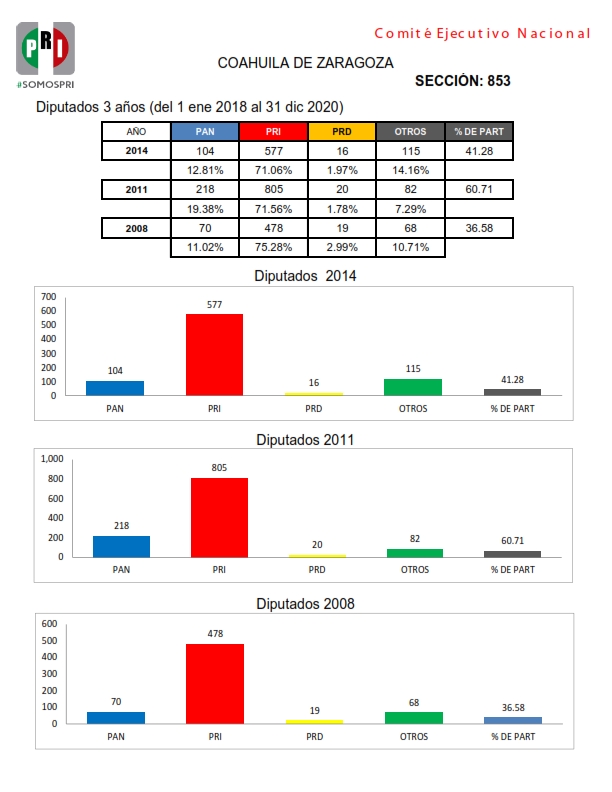 PRI
#SOMOSPRI
Comité Ejecutivo Nacional
COAHUILA DE ZARAGOZA
SECCIÓN: 853
Diputados 3 años (del 1 ene 2018 al 31 dic 2020)
AÑO PAN PRI PRD OTROS % DE PART
2014 104 577 16 115 41.28
12.81% 71.06% 1.97% 14.16%
2011 218 805 20 82 60.71
19.38% 71.56% 1.78% 7.29%
2008 70 478 19 68 36.58
11.02% 75.28% 2.99% 10.71%
Diputados 2014
700
600
500
400
300
200
100
0
104 577 16 115 41.28
PAN PRI PRD OTROS % DE PART
Diputados 2011
1,000
800
600
400
200
0
218 805 20 82 60.71
PAN PRI PRD OTROS % DE PART
Diputados 2008
600
500
400
300
200
100
0
70 478 19 68 36.58
PAN PRI PRD OTROS % DE PART